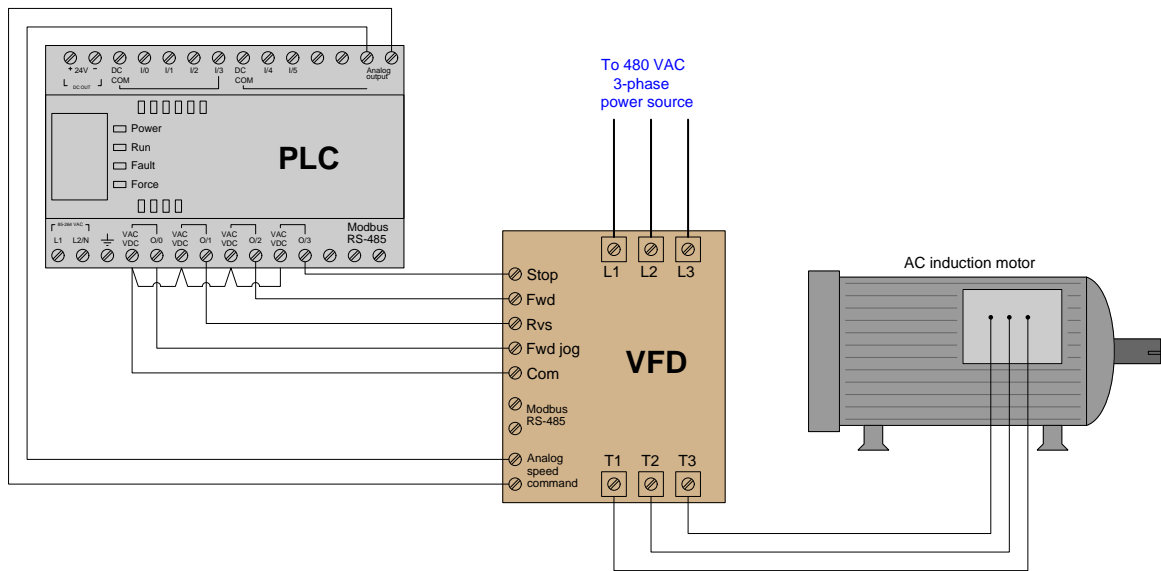 + 24V -
DC OUT
DC
COM
I/0
I/1
I/2
I/3
DC
COM
I/4
I/5
Analog
output
Power
Run
Fault
Force
PLC
85-264 VAC
L1
L2/N
VAC
VDC
O/0
VAC
VDC
O/1
VAC
VDC
O/2
VAC
VDC
O/3
Modbus
RS-485
To 480 VAC
3-phase
power source
L1
L2
L3
Stop
Fwd
Rvs
Fwd jog
Com
VFD
Modbus
RS-485
Analog
speed
command
T1
T2
T3
AC induction motor